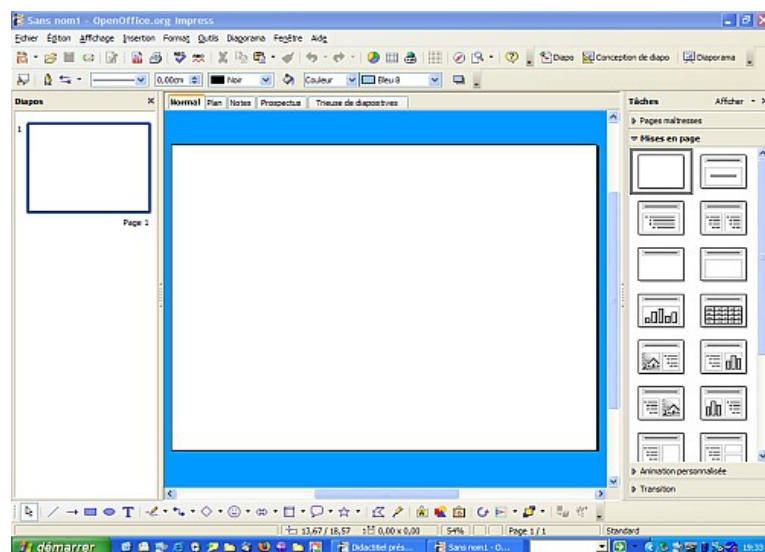 Sans nom1 - OpenOffice.org Impress
Fichier Édition Affichage Insertion Format Outils Diaporama Fenêtre Aide
Diapo Conception de diapo Diaporama
0,00cm Noir Couleur Bleu 8
Diapos
Normal Plan Notes Prospectus Trieuse de diapositives
Tâches Afficher
1
Page 1
Pages maîtresses
Mises en page
Animation personnalisée
Transition
13,67 / 18,57 0,00 x 0,00 54% Page 1 / 1 Standard
démarrer Didactitiel prés... Sans nom1 - O... 19:33